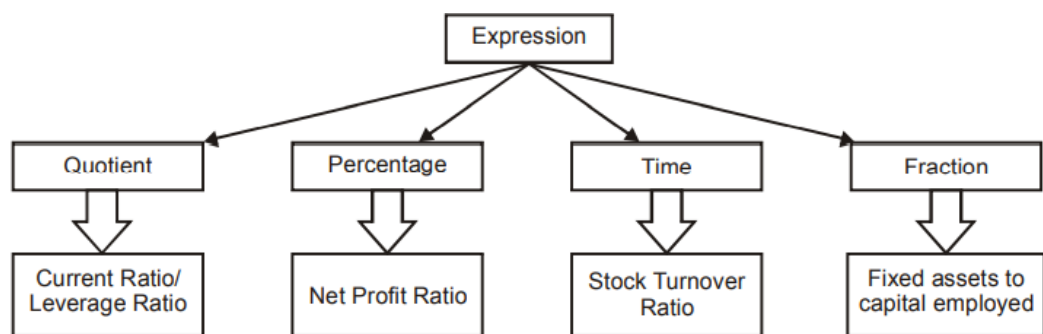 Expression
Quotient
Percentage
Time
Fraction
Current Ratio/
Leverage Ratio
Net Profit Ratio
Stock Turnover
Ratio
Fixed assets to
capital employed